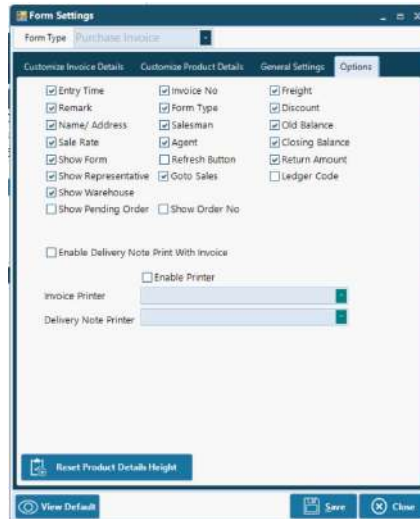 Form Settings
Form Type Purchase Invoice
Customize Invoice Details Customize Product Details General Settings Options
Entry Time Invoice No Freight
Remark Form Type Discount
Name/ Address Salesman Old Balance
Sale Rate Agent Closing Balance
Show Form Refresh Button Return Amount
Show Representative Goto Sales Ledger Code
Show Warehouse
Show Pending Order Show Order No
Enable Delivery Note Print With Invoice
Enable Printer
Invoice Printer
Delivery Note Printer
Reset Product Details Height
View Default Save Close